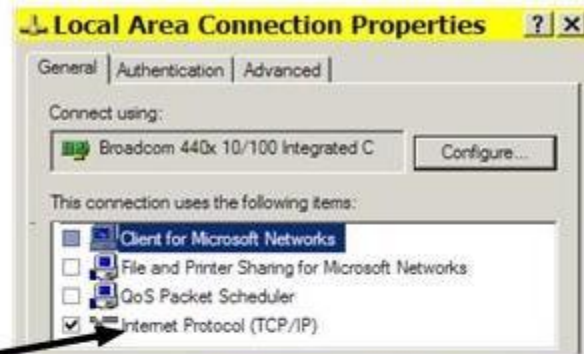 Local Area Connection Properties
General Authentication Advanced
Connect using:
Broadcom 440x 10/100 Integrated C Configure...
This connection uses the following items:
Client for Microsoft Networks
File and Printer Sharing for Microsoft Networks
QoS Packet Scheduler
Internet Protocol (TCP/IP)